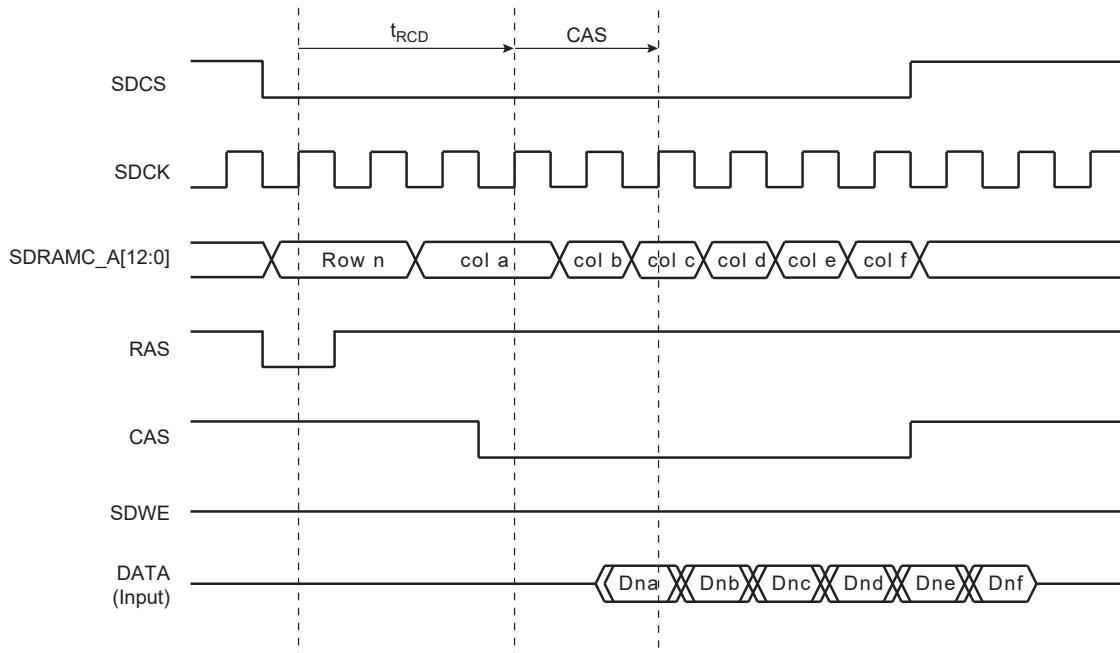 tRCD CAS
SDCS
SDCK
SDRAMC_A[12:0] Row n col a col b col c col d col e col f
RAS
CAS
SDWE
DATA
(Input) Dna Dnb Dnc Dnd Dne Dnf